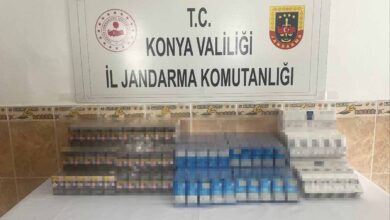 T.C.
KONYA VALİLİĞİ
İL JANDARMA KOMUTANLIĞI